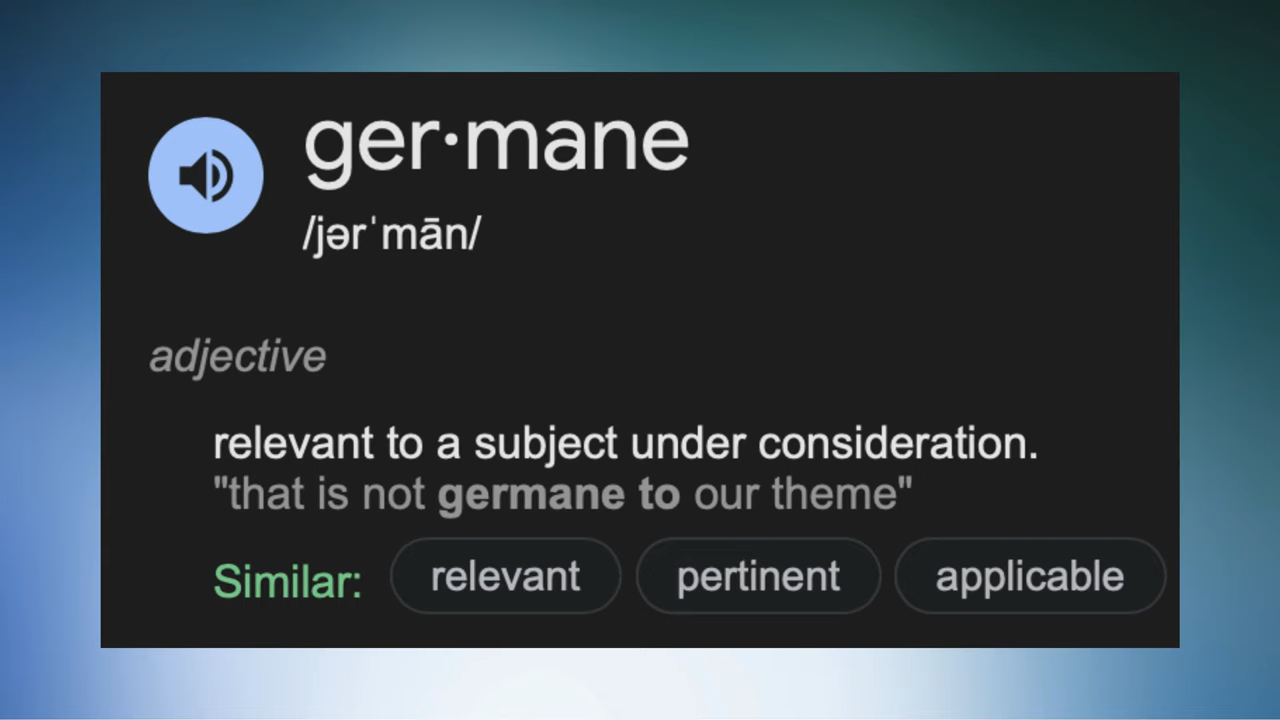 ger·mane
/jərˈmān/
adjective
relevant to a subject under consideration.
"that is not germane to our theme"
Similar: relevant pertinent applicable